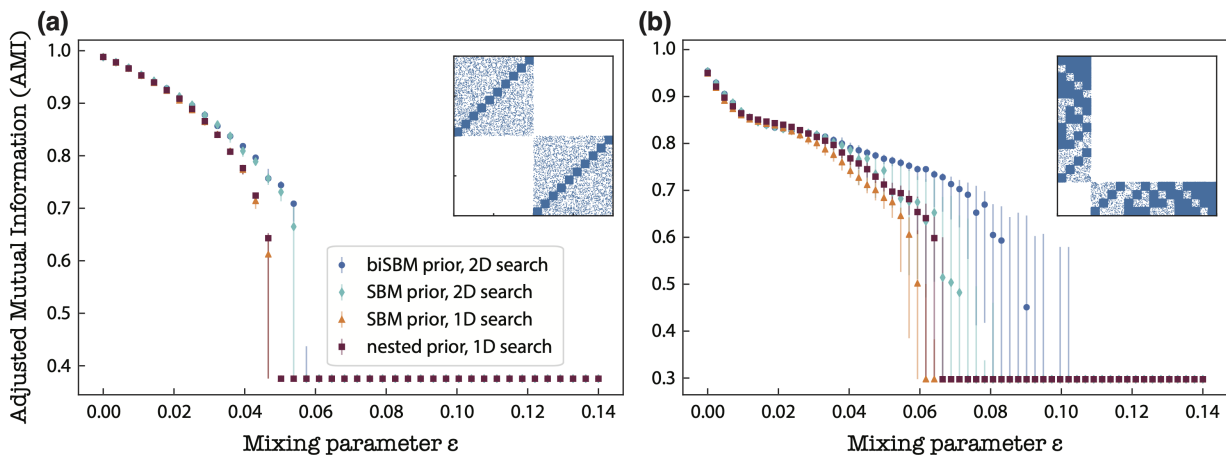 (a)
(b)
Adjusted Mutual Information (AMI)
1.0
0.9
0.8
0.7
0.6
0.5
0.4
0.00 0.02 0.04 0.06 0.08 0.10 0.12 0.14
Mixing parameter ε
biSBM prior, 2D search
SBM prior, 2D search
SBM prior, 1D search
nested prior, 1D search
1.0
0.9
0.8
0.7
0.6
0.5
0.4
0.3
0.00 0.02 0.04 0.06 0.08 0.10 0.12 0.14
Mixing parameter ε